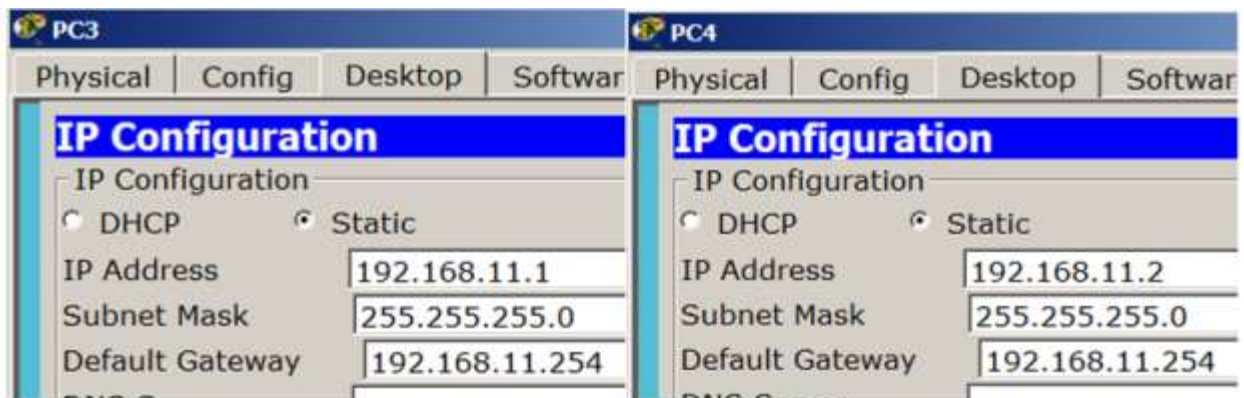 PC3
Physical Config Desktop Softwar
IP Configuration
IP Configuration
DHCP Static
IP Address 192.168.11.1
Subnet Mask 255.255.255.0
Default Gateway 192.168.11.254
PC4
Physical Config Desktop Softwar
IP Configuration
IP Configuration
DHCP Static
IP Address 192.168.11.2
Subnet Mask 255.255.255.0
Default Gateway 192.168.11.254